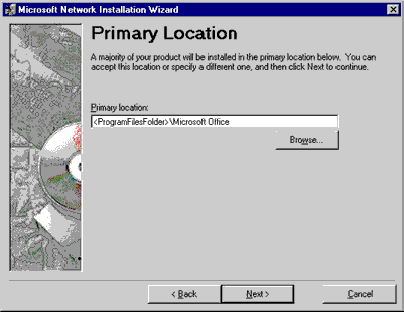 Microsoft Network Installation Wizard
Primary Location
A majority of your product will be installed in the primary location below. You can
accept this location or specify a different one, and then click Next to continue.
Primary location:
<ProgramFilesFolder>\Microsoft Office
Browse...
< Back
Next >
Cancel